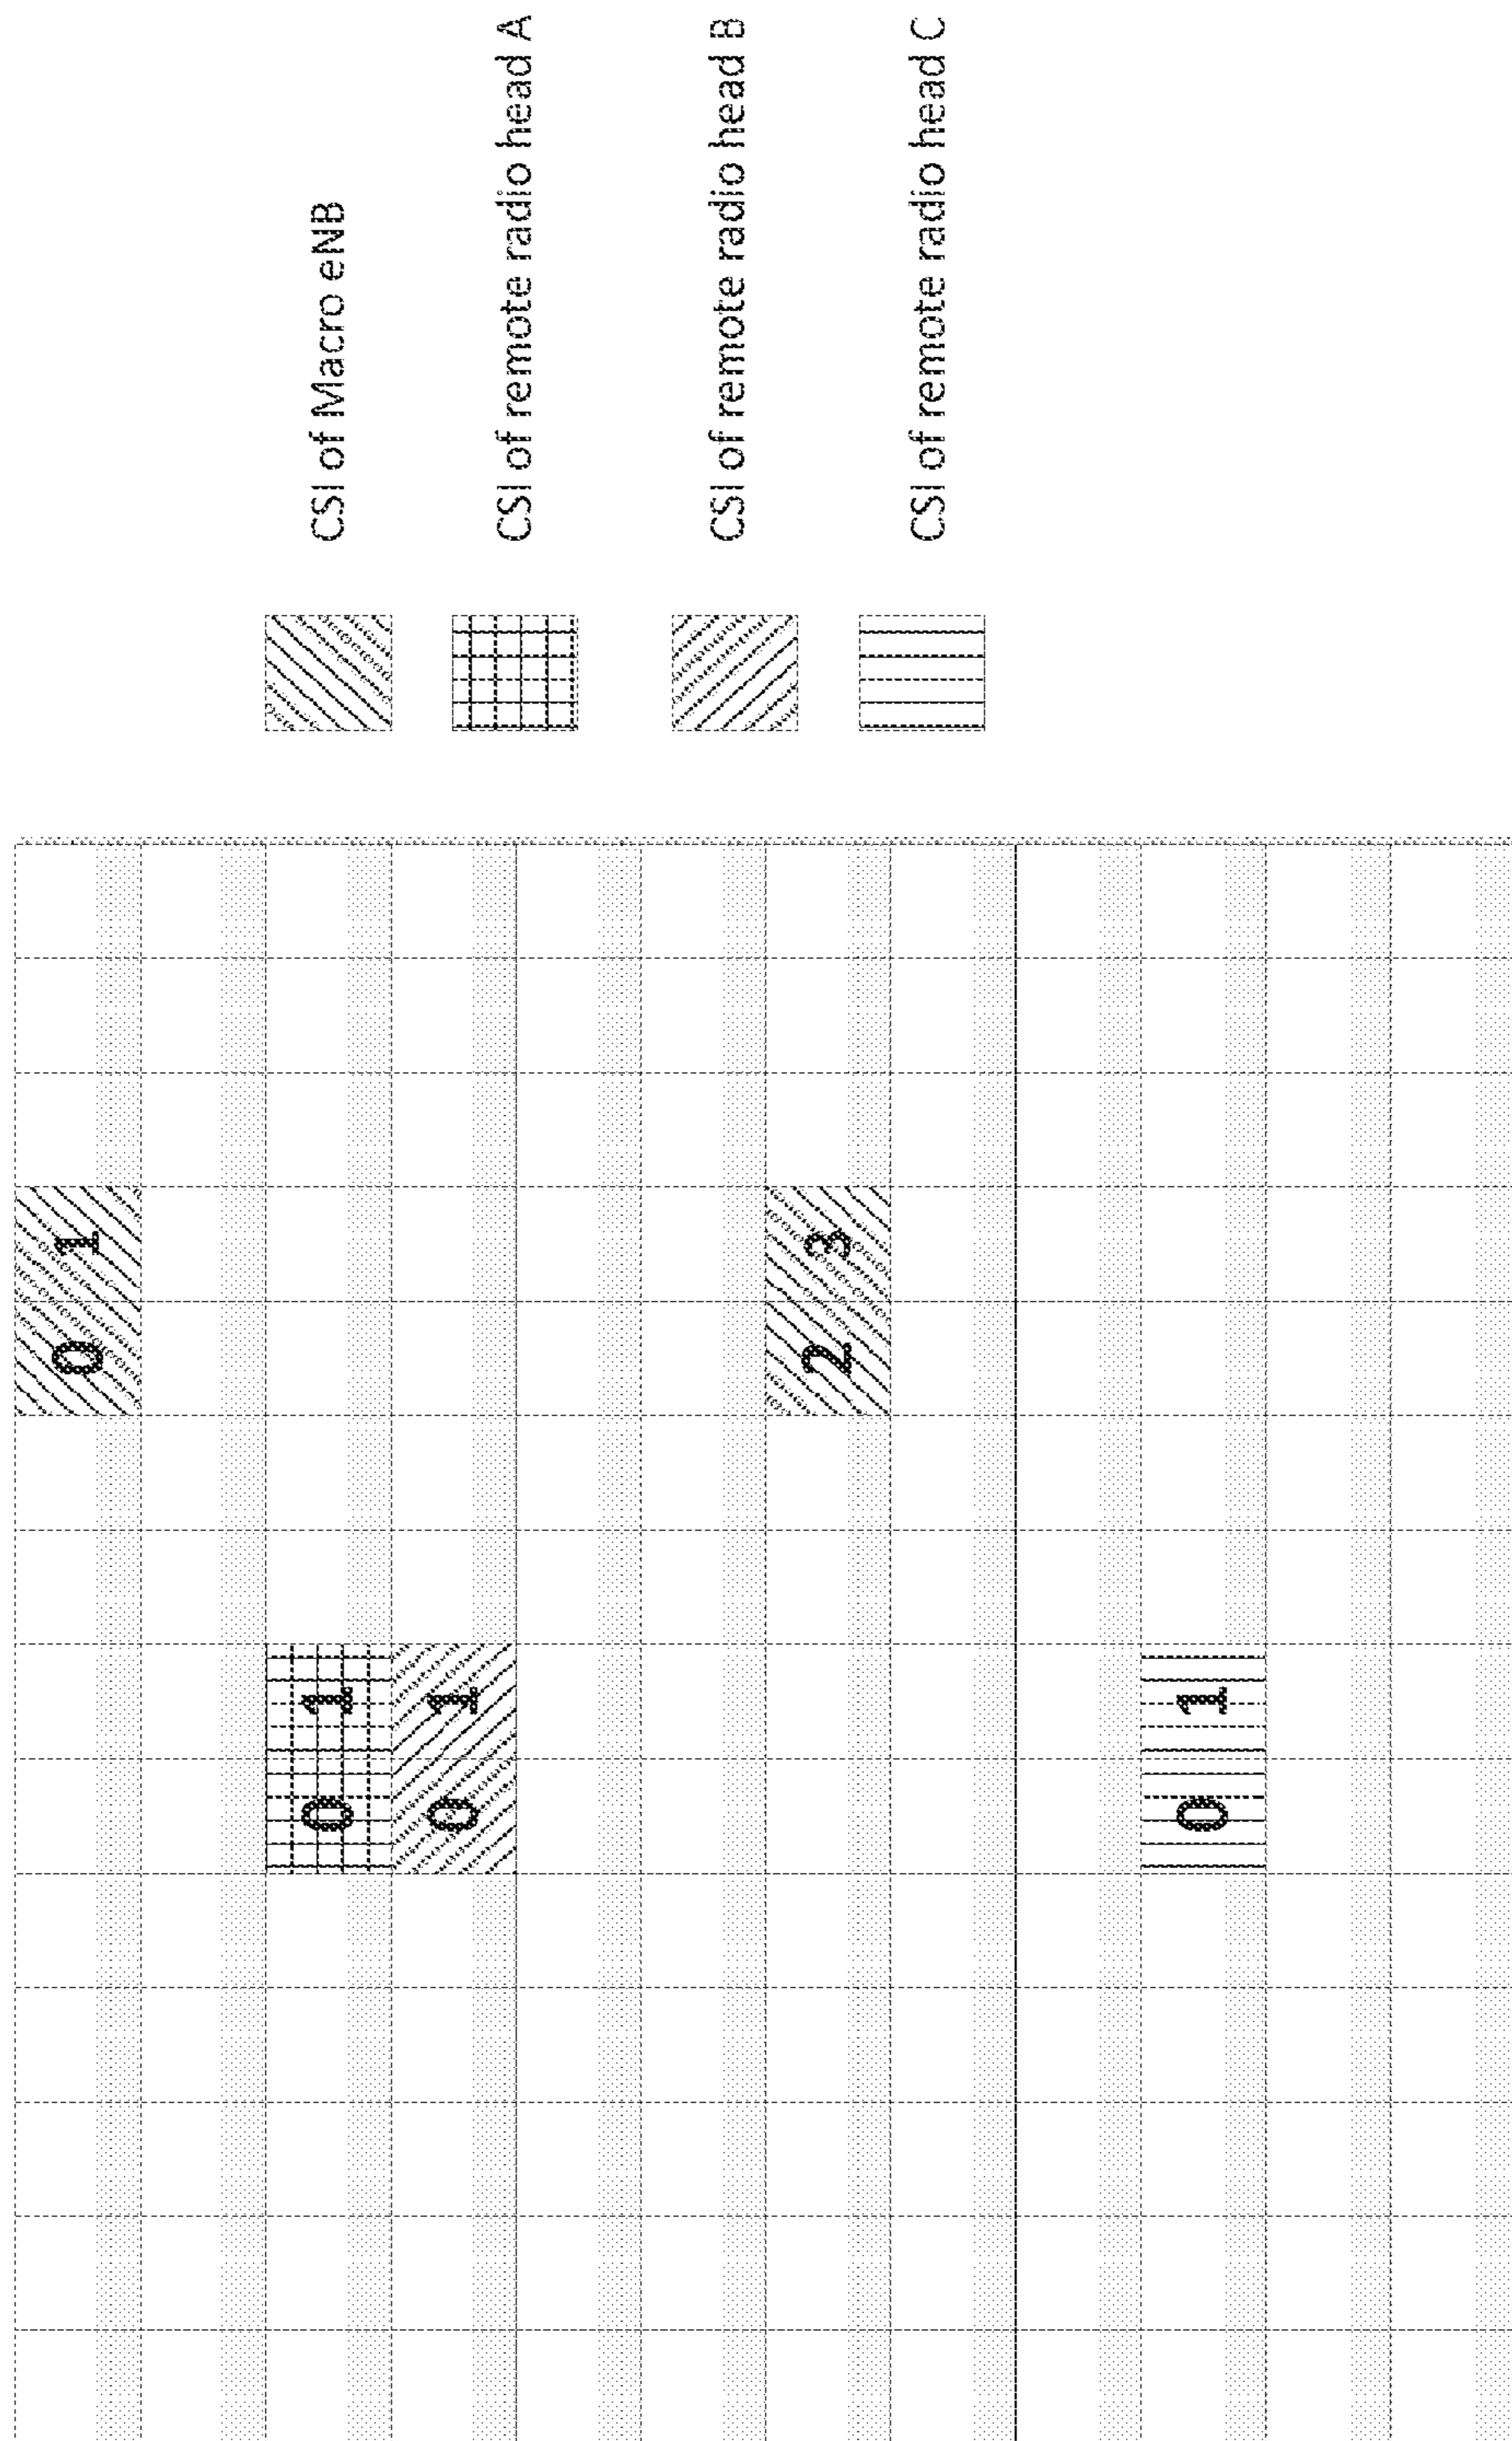 CSI of Macro eNB
CSI of remote radio head A
CSI of remote radio head B
CSI of remote radio head C
0 1
0 1
0 1
2 3
0 1